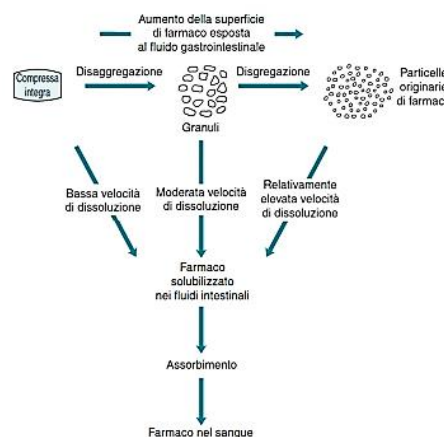 Aumento della superficie
di farmaco esposta
al fluido gastrointestinale
Compressa
integra
Disaggregazione
Granuli
Disgregazione
Particelle
originarie
di farmac
Bassa velocità
di dissoluzione
Moderata velocità
di dissoluzione
Relativamente
elevata velocità
di dissoluzione
Farmaco
solubilizzato
nei fluidi intestinali
Assorbimento
Farmaco nel sangue